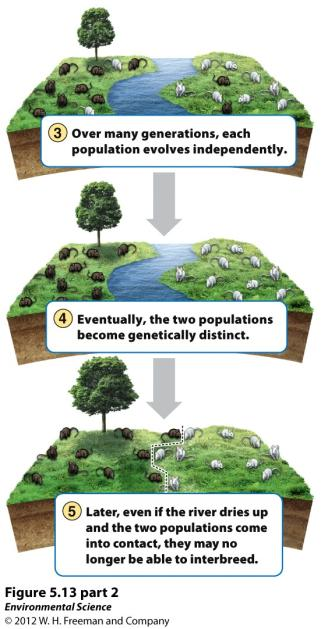 3 Over many generations, each
population evolves independently.
4 Eventually, the two populations
become genetically distinct.
5 Later, even if the river dries up
and the two populations come
into contact, they may no
longer be able to interbreed.
Figure 5.13 part 2
Environmental Science
© 2012 W. H. Freeman and Company